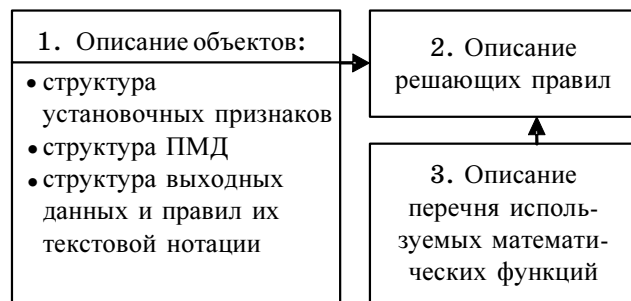 1. Описание объектов:
• структура
установочных признаков
• структура ПМД
• структура выходных
данных и правил их
текстовой нотации
2. Описание
решающих правил
3. Описание
перечня исполь-
зуемых математи-
ческих функций